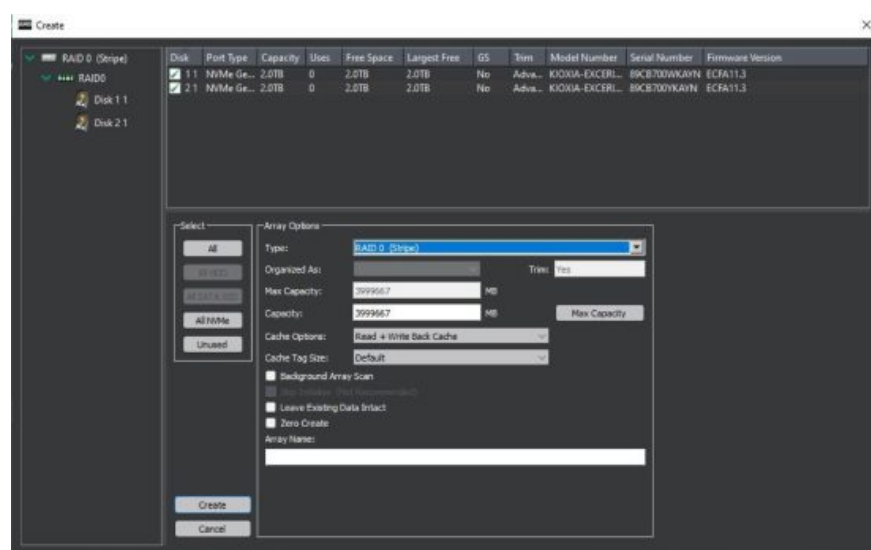 Create
RAID 0 (Stripe)
RAID0
Disk 1 1
Disk 2 1
Disk Port Type Capacity Uses Free Space Largest Free GS Trim Model Number Serial Number Firmware Version
1 1 NVMe Ge... 2.0TB 0 2.0TB 2.0TB No Adva... KIOXIA-EXCERI... ECFA11.3
2 1 NVMe Ge... 2.0TB 0 2.0TB 2.0TB No Adva... KIOXIA-EXCERI... ECFA11.3
Select
All
All NVMe
Unused
Create
Cancel
Array Options
Type: RAID 0 (Stripe)
Organized As: Trim: Yes
Max Capacity: 3999667 MB
Capacity: 3999667 MB Max Capacity
Cache Options: Read + Write Back Cache
Cache Tag Size: Default
Background Array Scan
Skip Initialize (Not Recommended)
Leave Existing Data Intact
Zero Create
Array Name: